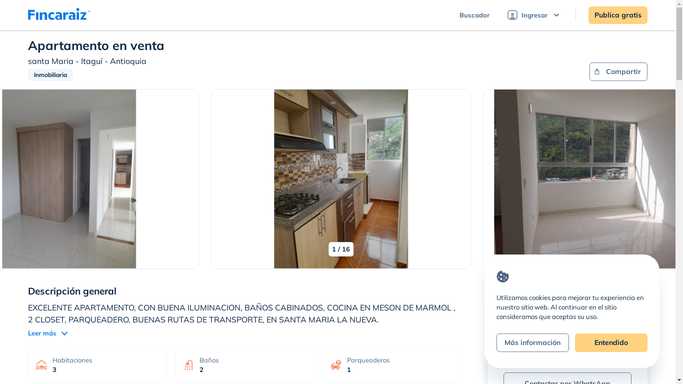 Fincaraiz
Buscador
Ingresar
Publica gratis
Apartamento en venta
santa Maria - Itaguí - Antioquia
Inmobiliaria
Compartir
1 / 16
Descripción general
EXCELENTE APARTAMENTO, CON BUENA ILUMINACION, BAÑOS CABINADOS, COCINA EN MESON DE MARMOL ,
2 CLOSET, PARQUEADERO, BUENAS RUTAS DE TRANSPORTE, EN SANTA MARIA LA NUEVA.
Leer más
Habitaciones
3
Baños
2
Parqueaderos
1
Utilizamos cookies para mejorar tu experiencia en
nuestro sitio web. Al continuar en el sitio
consideramos que aceptas su uso.
Más información
Entendido
Contactar por WhatsApp